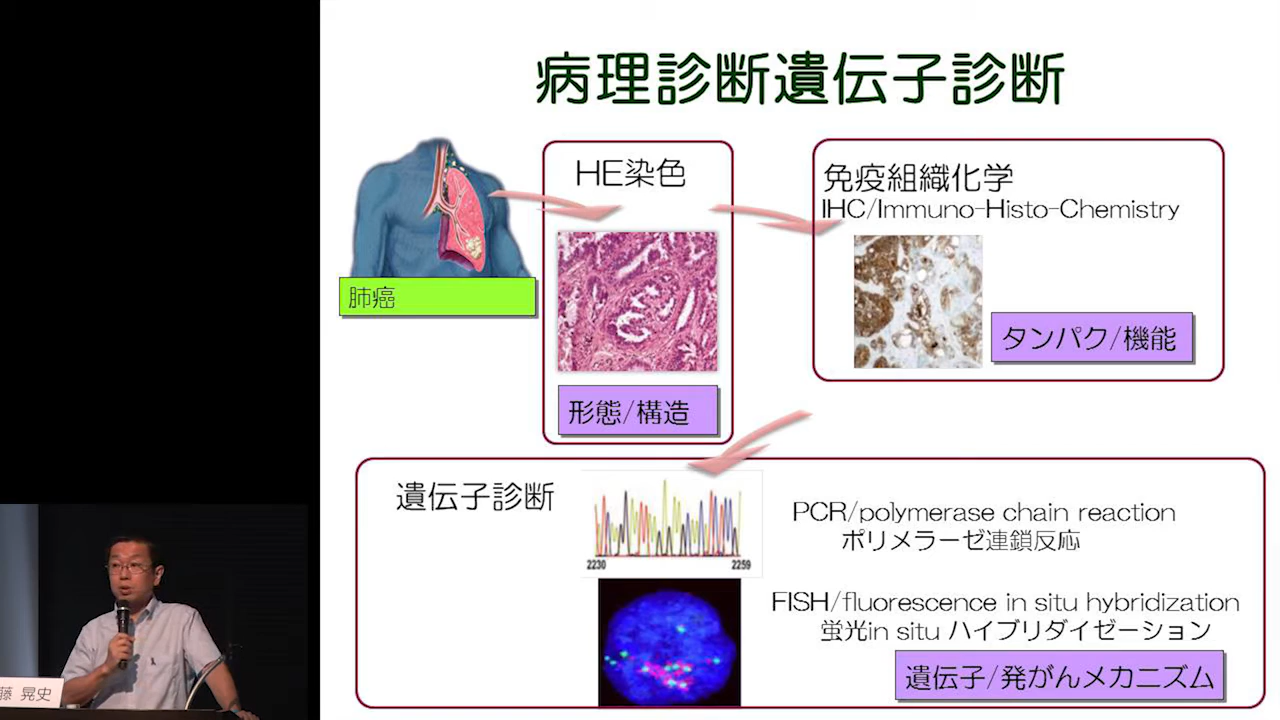 病理診断遺伝子診断
肺癌
HE染色
形態/構造
免疫組織化学
IHC/Immuno-Histo-Chemistry
タンパク/機能
遺伝子診断
2230
2259
PCR/polymerase chain reaction
ポリメラーゼ連鎖反応
FISH/fluorescence in situ hybridization
蛍光in situ ハイブリダイゼーション
遺伝子/発がんメカニズム
藤 晃史